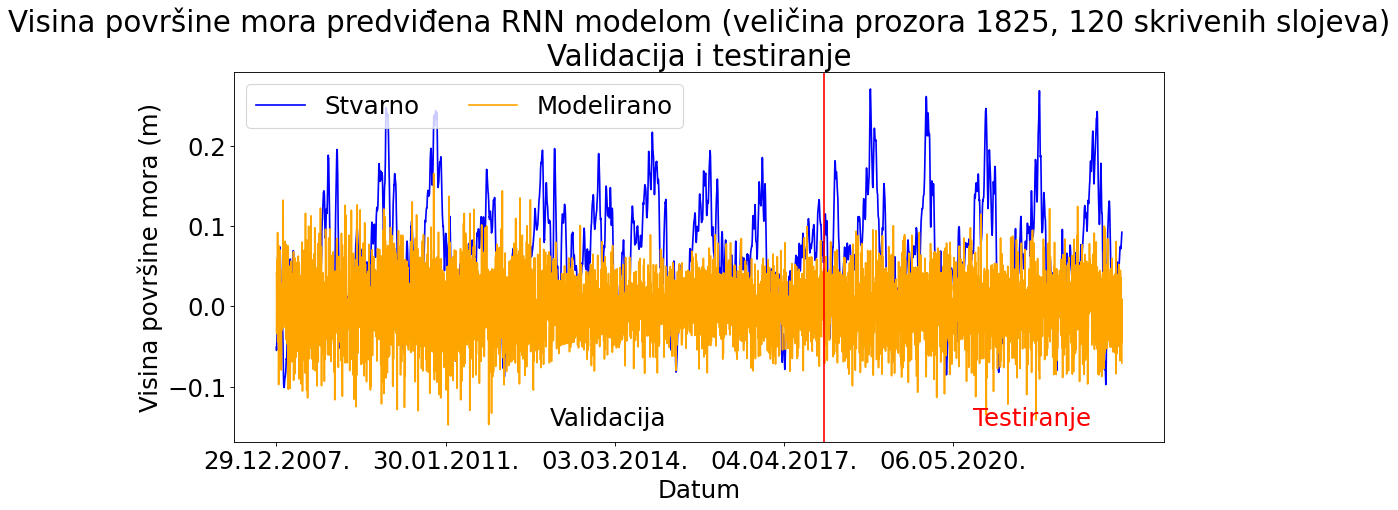 Visina površine mora predviđena RNN modelom (veličina prozora 1825, 120 skrivenih slojeva)
Validacija i testiranje
Stvarno
Modelirano
Visina površine mora (m)
0.2
0.1
0.0
−0.1
Validacija
Testiranje
29.12.2007.
30.01.2011.
03.03.2014.
04.04.2017.
06.05.2020.
Datum